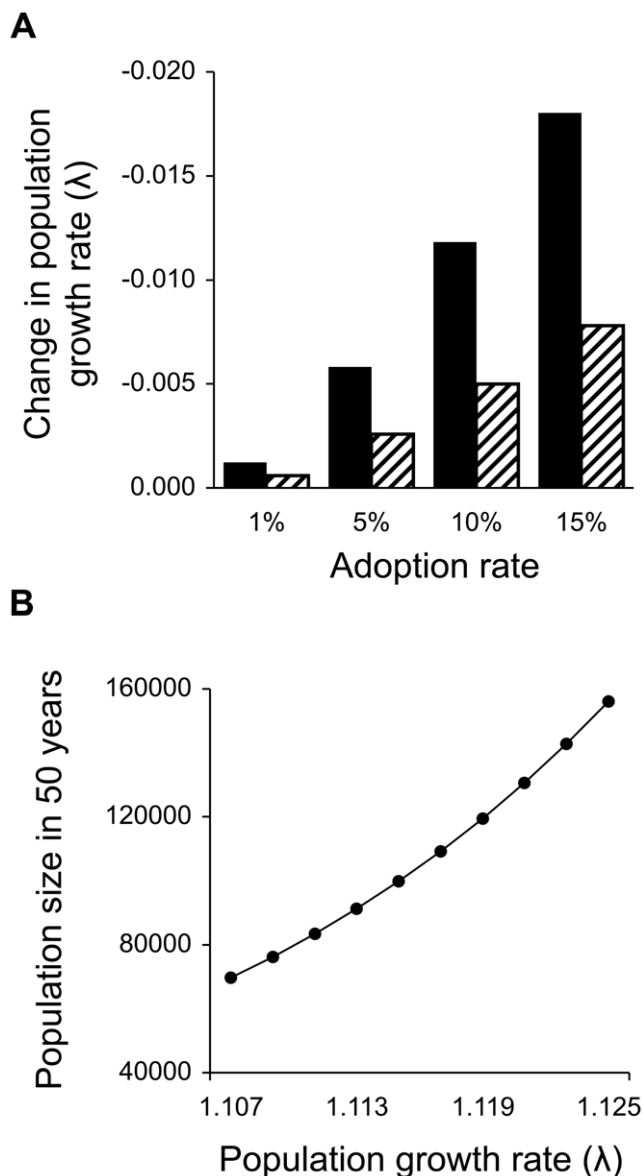 A
Change in population
growth rate (λ)
-0.020
-0.015
-0.010
-0.005
0.000
1% 5% 10% 15%
Adoption rate
B
Population size in 50 years
160000
120000
80000
40000
1.107 1.113 1.119 1.125
Population growth rate (λ)